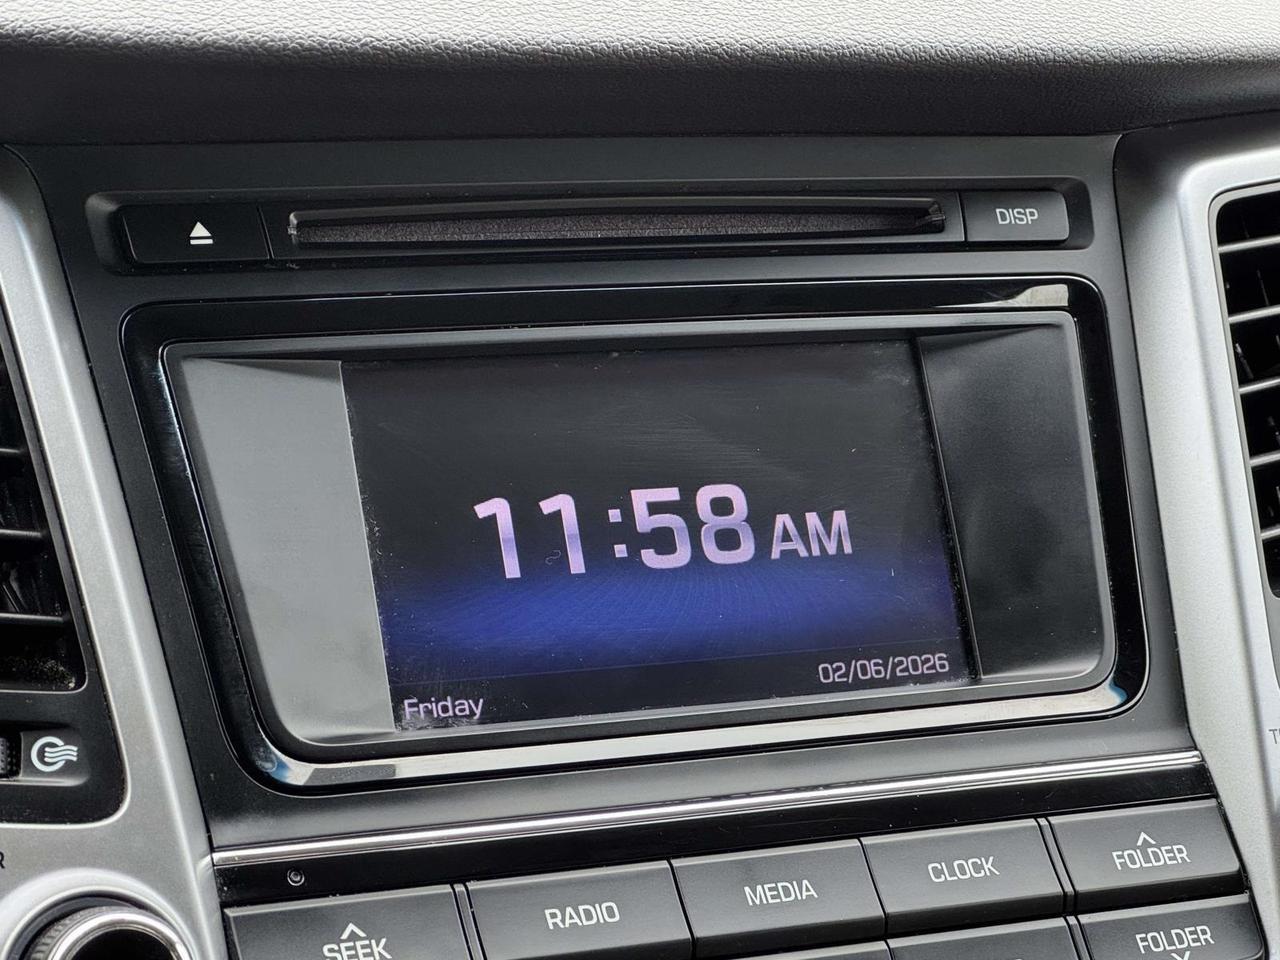 DISP
11:58 AM
02/06/2026
Friday
SEEK
RADIO
MEDIA
CLOCK
FOLDER
FOLDER